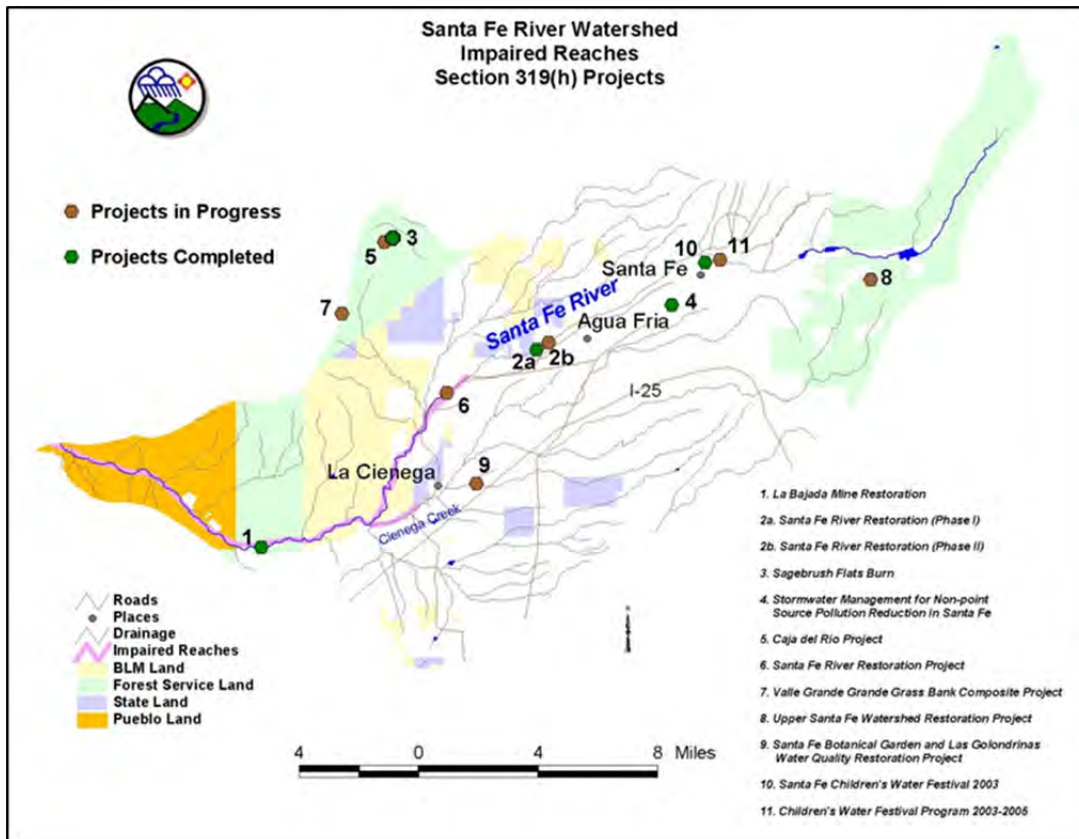 Santa Fe River Watershed
Impaired Reaches
Section 319(h) Projects
Projects in Progress
Projects Completed
3
5
7
10
11
Santa Fe
8
4
Santa Fe River
Agua Fria
2a
2b
I-25
6
La Cienega
9
Cienega Creek
1
Roads
Places
Drainage
Impaired Reaches
BLM Land
Forest Service Land
State Land
Pueblo Land
4 0 4 8 Miles
1. La Bajada Mine Restoration
2a. Santa Fe River Restoration (Phase I)
2b. Santa Fe River Restoration (Phase II)
3. Sagebrush Flats Burn
4. Stormwater Management for Non-point
Source Pollution Reduction in Santa Fe
5. Caja del Rio Project
6. Santa Fe River Restoration Project
7. Valle Grande Grande Grass Bank Composite Project
8. Upper Santa Fe Watershed Restoration Project
9. Santa Fe Botanical Garden and Las Golondrinas
Water Quality Restoration Project
10. Santa Fe Children's Water Festival 2003
11. Children's Water Festival Program 2003-2005